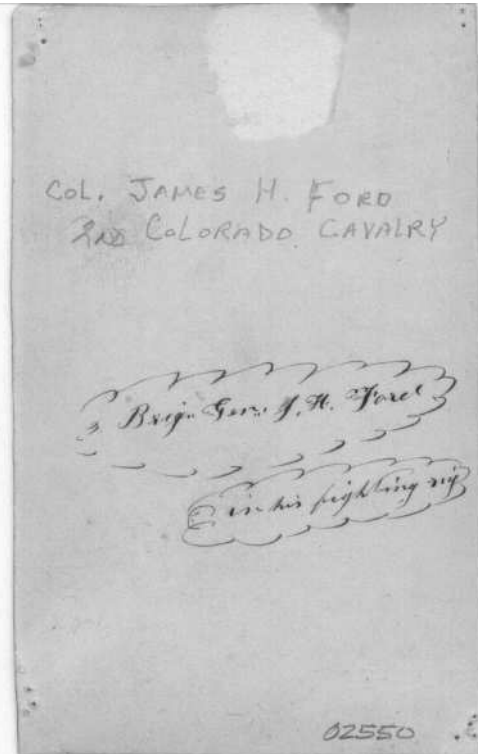 COL. JAMES H. FORD
2ND COLORADO CAVALRY
Brig. Gen. J. H. Ford
in his fighting rig
02550